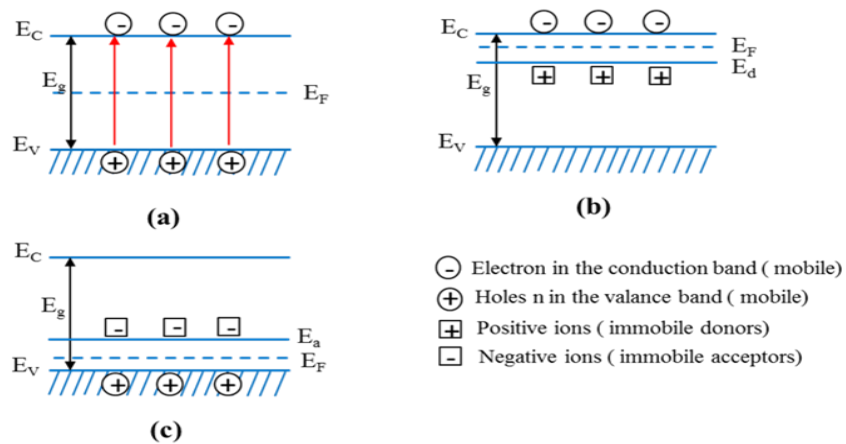 E_C
E_g
E_F
E_V
(a)
E_C
E_F
E_d
E_g
E_V
(b)
E_C
E_g
E_a
E_F
E_V
(c)
- Electron in the conduction band ( mobile)
+ Holes n in the valance band ( mobile)
+ Positive ions ( immobile donors)
- Negative ions ( immobile acceptors)